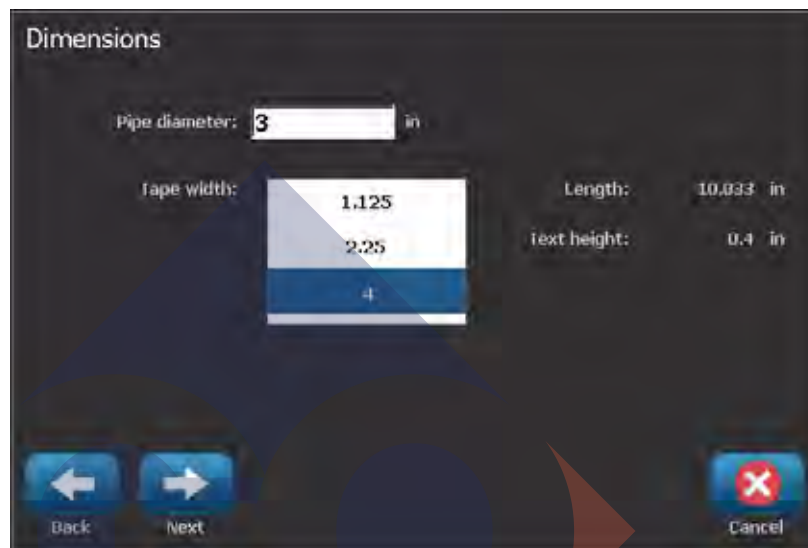 Dimensions
Pipe diameter: 3 in
Tape width:
1.125
2.25
4
Length: 10.033 in
Text height: 0.4 in
Back
Next
Cancel